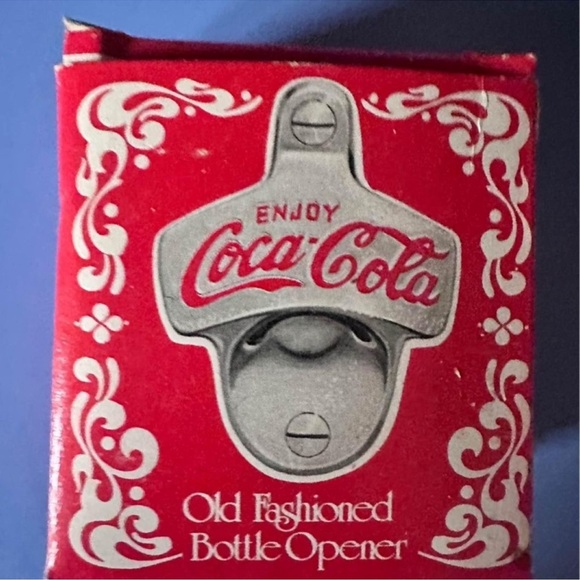 ENJOY
Coca-Cola
Old Fashioned
Bottle Opener